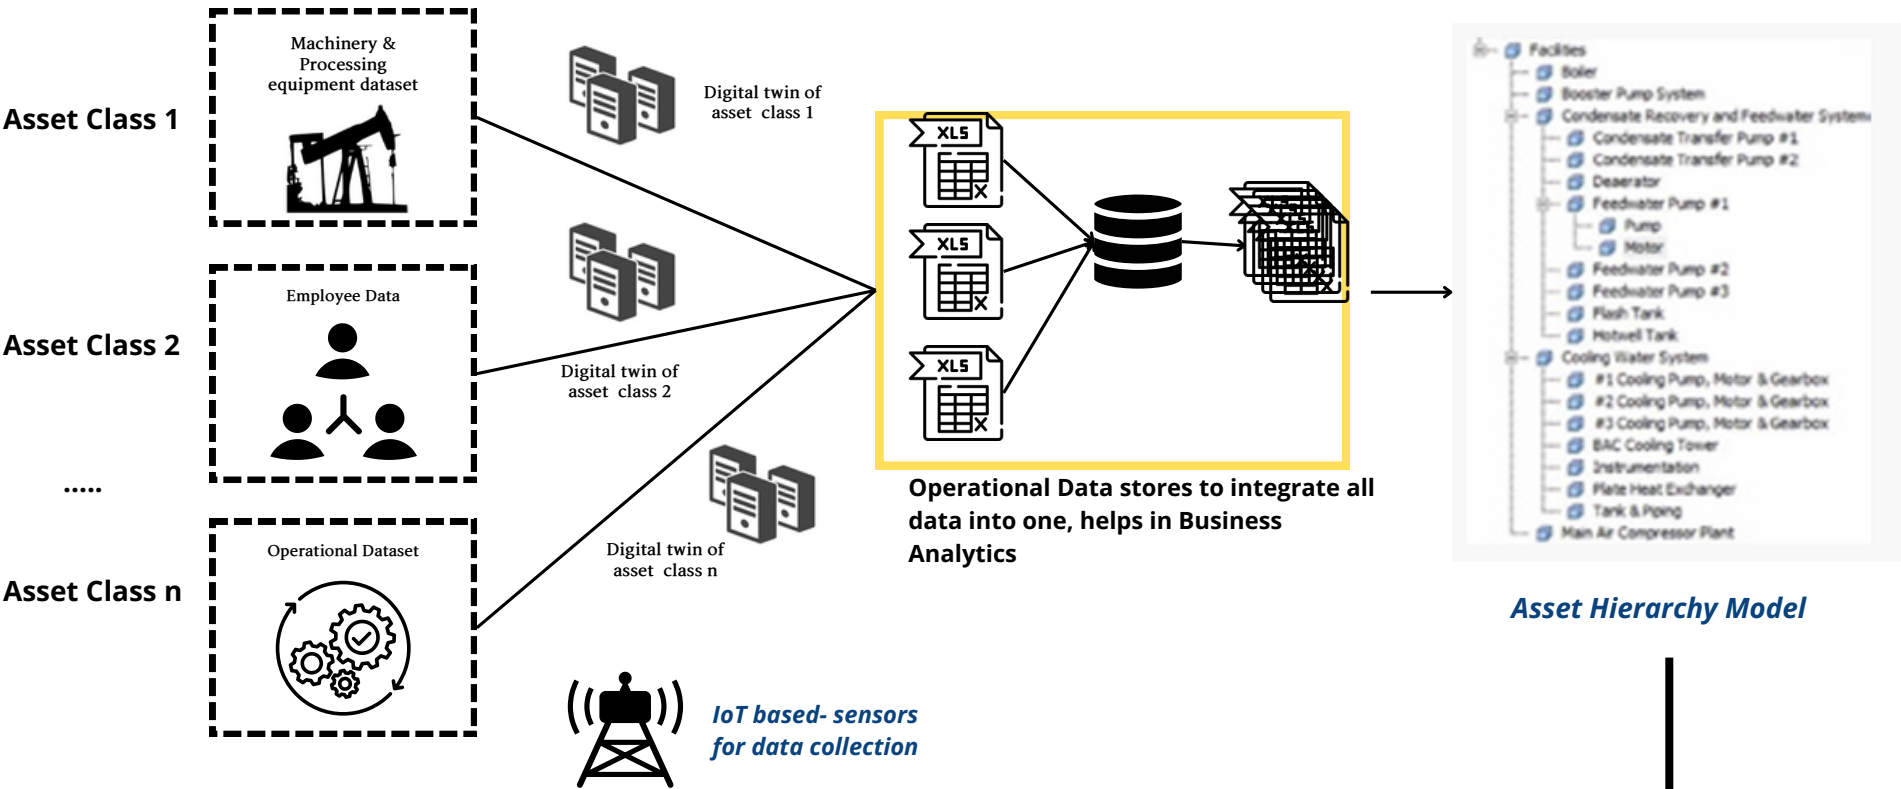 Asset Class 1
Machinery &
Processing
equipment dataset
Digital twin of
asset class 1
Asset Class 2
Employee Data
Digital twin of
asset class 2
.....
Asset Class n
Operational Dataset
Digital twin of
asset class n
IoT based- sensors
for data collection
XLS
XLS
XLS
Operational Data stores to integrate all
data into one, helps in Business
Analytics
Facilities
Boiler
Booster Pump System
Condensate Recovery and Feedwater System
Condensate Transfer Pump #1
Condensate Transfer Pump #2
Deaerator
Feedwater Pump #1
Pump
Motor
Feedwater Pump #2
Feedwater Pump #3
Flash Tank
Hotwell Tank
Cooling Water System
#1 Cooling Pump, Motor & Gearbox
#2 Cooling Pump, Motor & Gearbox
#3 Cooling Pump, Motor & Gearbox
BAC Cooling Tower
Instrumentation
Plate Heat Exchanger
Tank & Piping
Main Air Compressor Plant
Asset Hierarchy Model